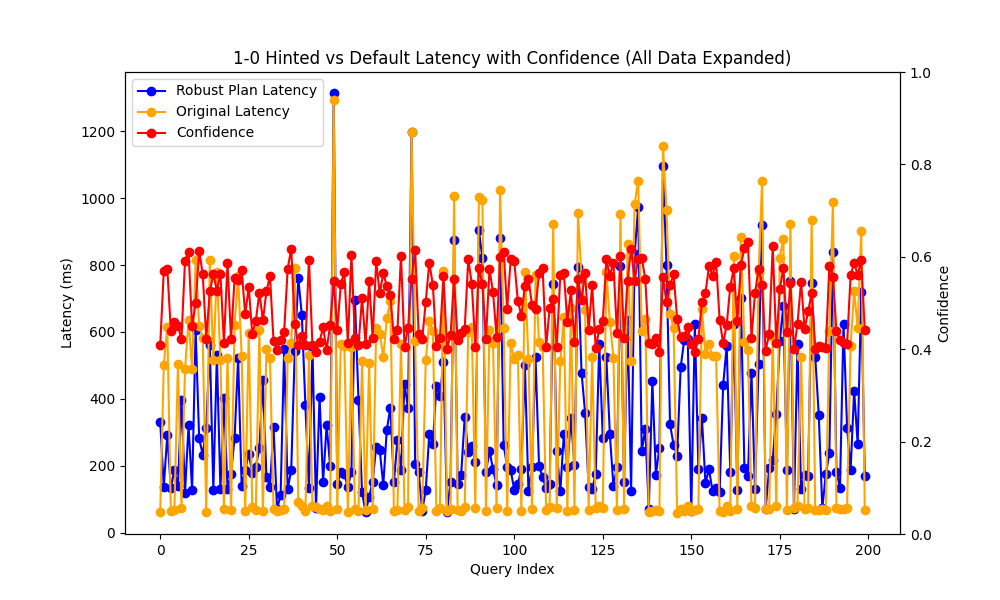 1-0 Hinted vs Default Latency with Confidence (All Data Expanded)
Robust Plan Latency
Original Latency
Confidence
Latency (ms)
1200
1000
800
600
400
200
0
1.0
0.8
0.6
0.4
0.2
0.0
Confidence
0 25 50 75 100 125 150 175 200
Query Index